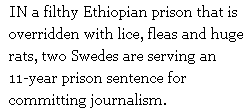 IN a filthy Ethiopian prison that is
overridden with lice, fleas and huge
rats, two Swedes are serving an
11-year prison sentence for
committing journalism.